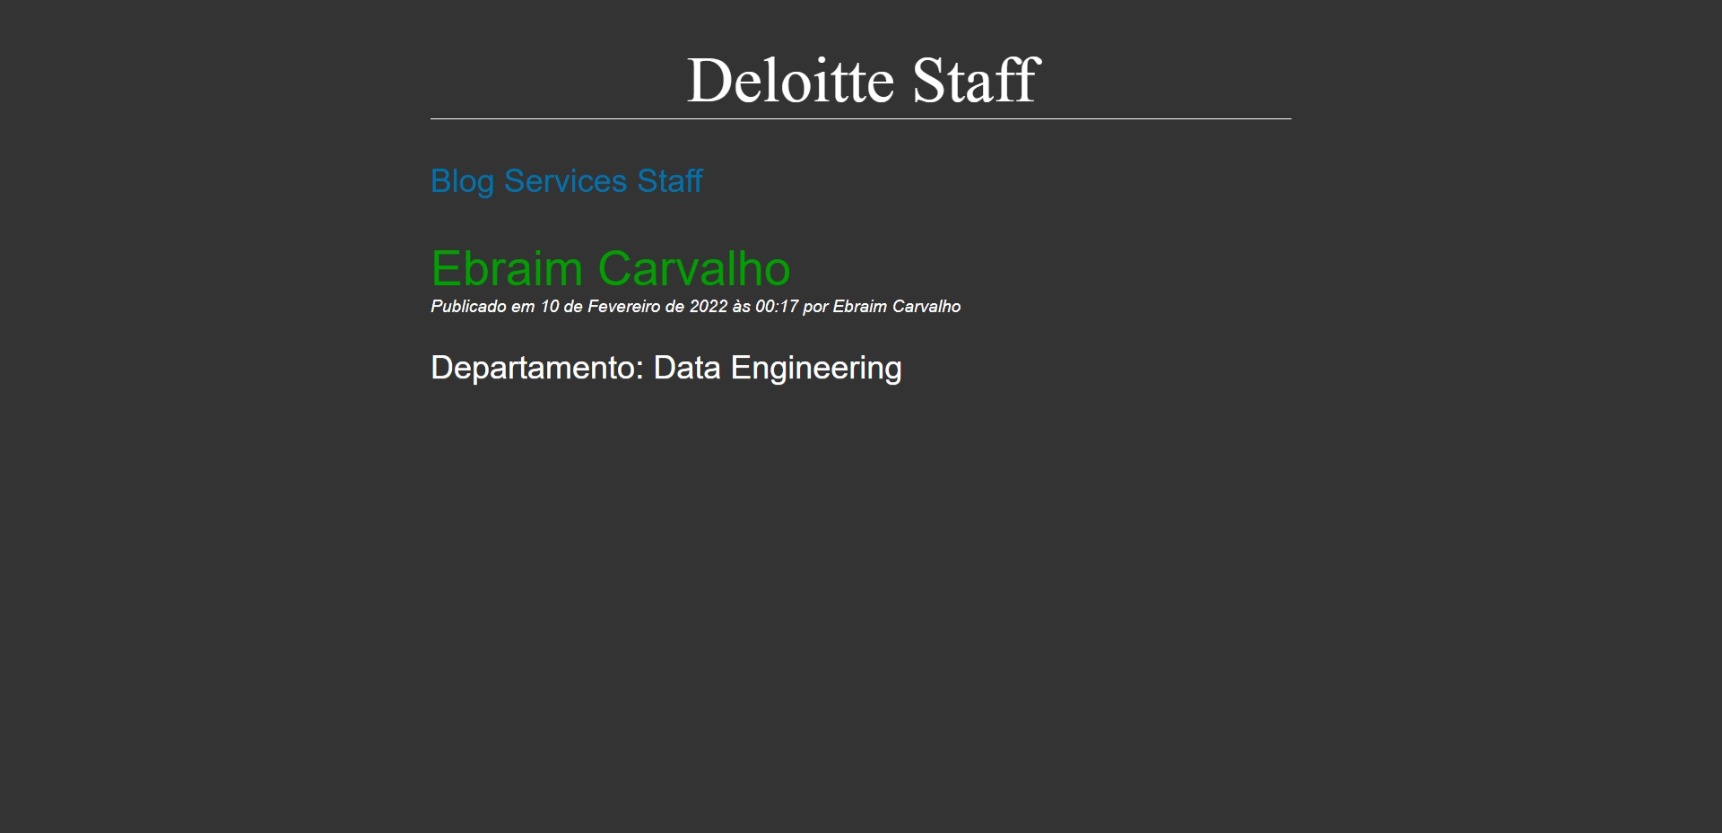 Deloitte Staff
Blog Services Staff
Ebraim Carvalho
Publicado em 10 de Fevereiro de 2022 às 00:17 por Ebraim Carvalho
Departamento: Data Engineering